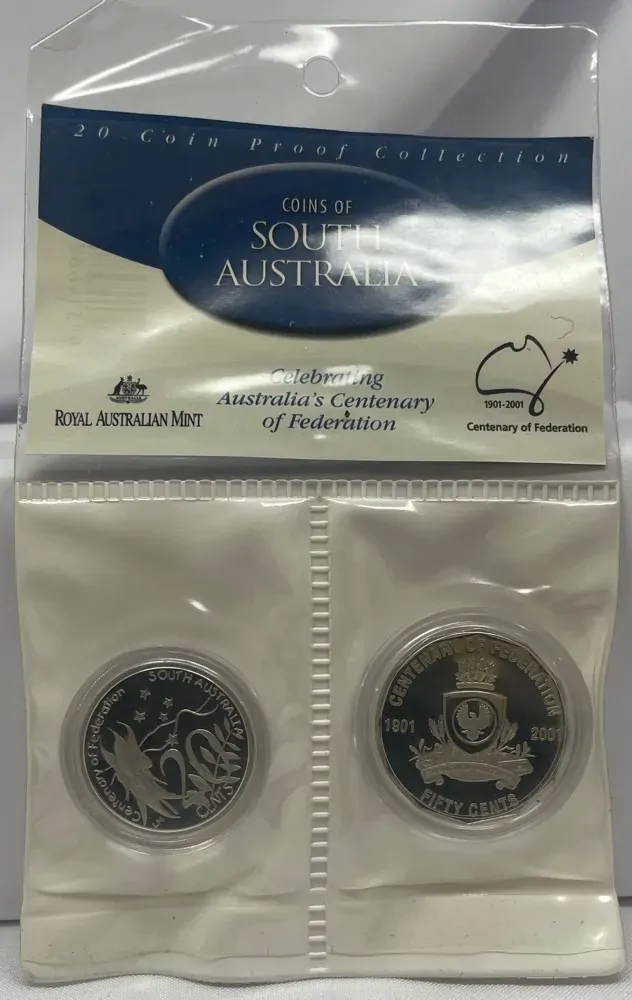 20 Coin Proof Collection
COINS OF
SOUTH
AUSTRALIA
Celebrating
Australia's Centenary
of Federation
ROYAL AUSTRALIAN MINT
1901-2001
Centenary of Federation
SOUTH AUSTRALIA
Centenary of Federation
20
CENTS
CENTENARY OF FEDERATION
1901
2001
FIFTY CENTS